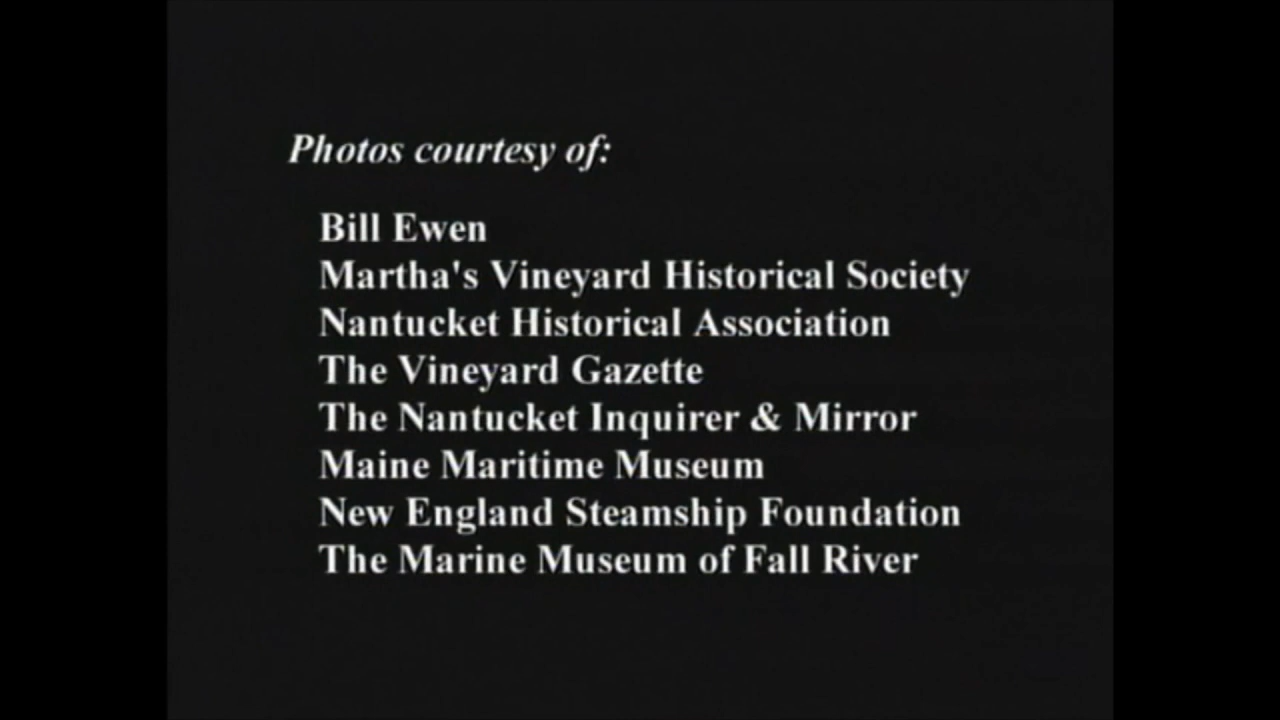 Photos courtesy of:
Bill Ewen
Martha's Vineyard Historical Society
Nantucket Historical Association
The Vineyard Gazette
The Nantucket Inquirer & Mirror
Maine Maritime Museum
New England Steamship Foundation
The Marine Museum of Fall River